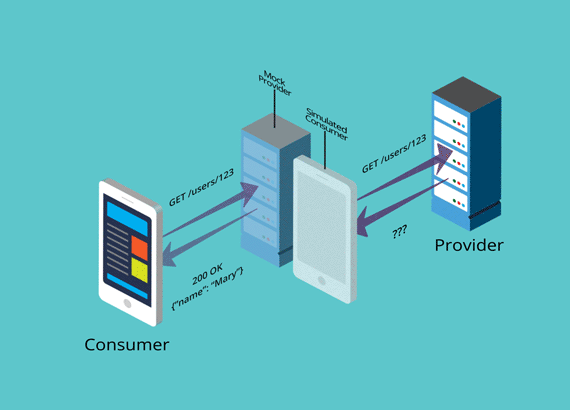 Mock
Provider
Simulated
Consumer
GET /users/123
GET /users/123
200 OK
{"name": "Mary"}
???
Provider
Consumer